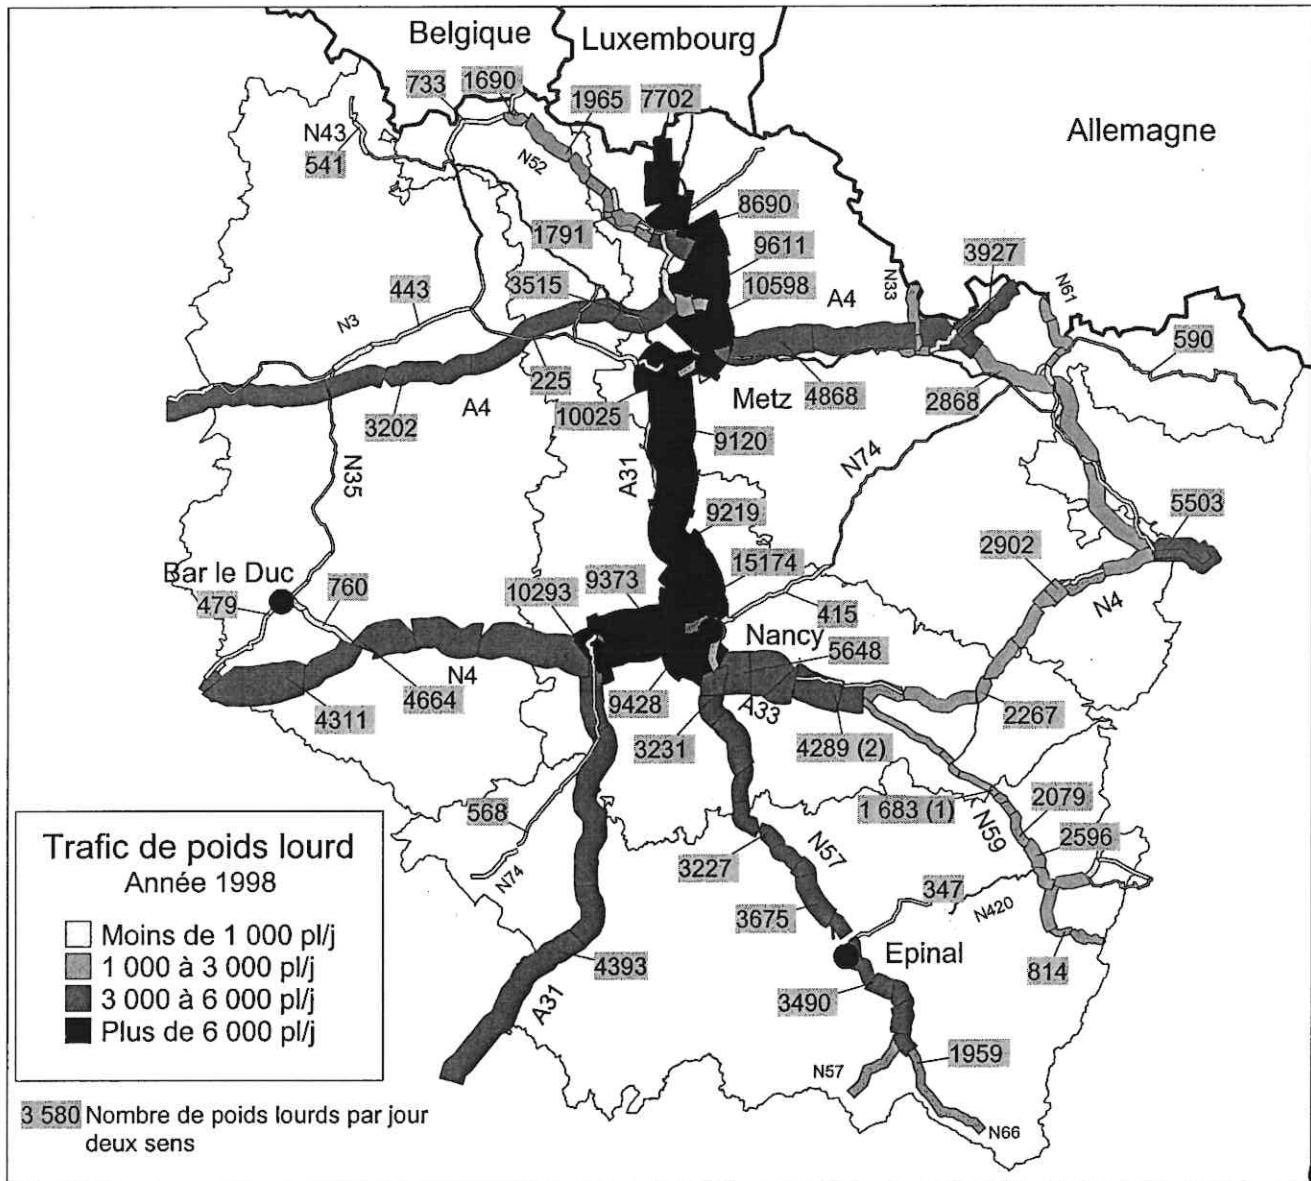 Belgique
Luxembourg
Allemagne
733
1690
1965
7702
N43
541
N52
8690
1791
9611
3927
N33
N61
443
3515
10598
A4
N3
590
225
4868
2868
3202
A4
10025
Metz
9120
N35
A31
N74
9219
5503
15174
2902
Bar le Duc
760
10293
9373
479
415
N4
Nancy
5648
N4
4664
9428
A33
4311
3231
4289 (2)
2267
568
1 683 (1)
2079
N59
2596
N74
3227
N57
347
3675
N420
Epinal
4393
814
A31
3490
1959
N57
N66
Trafic de poids lourd
Année 1998
Moins de 1 000 pl/j
1 000 à 3 000 pl/j
3 000 à 6 000 pl/j
Plus de 6 000 pl/j
3 580 Nombre de poids lourds par jour
deux sens